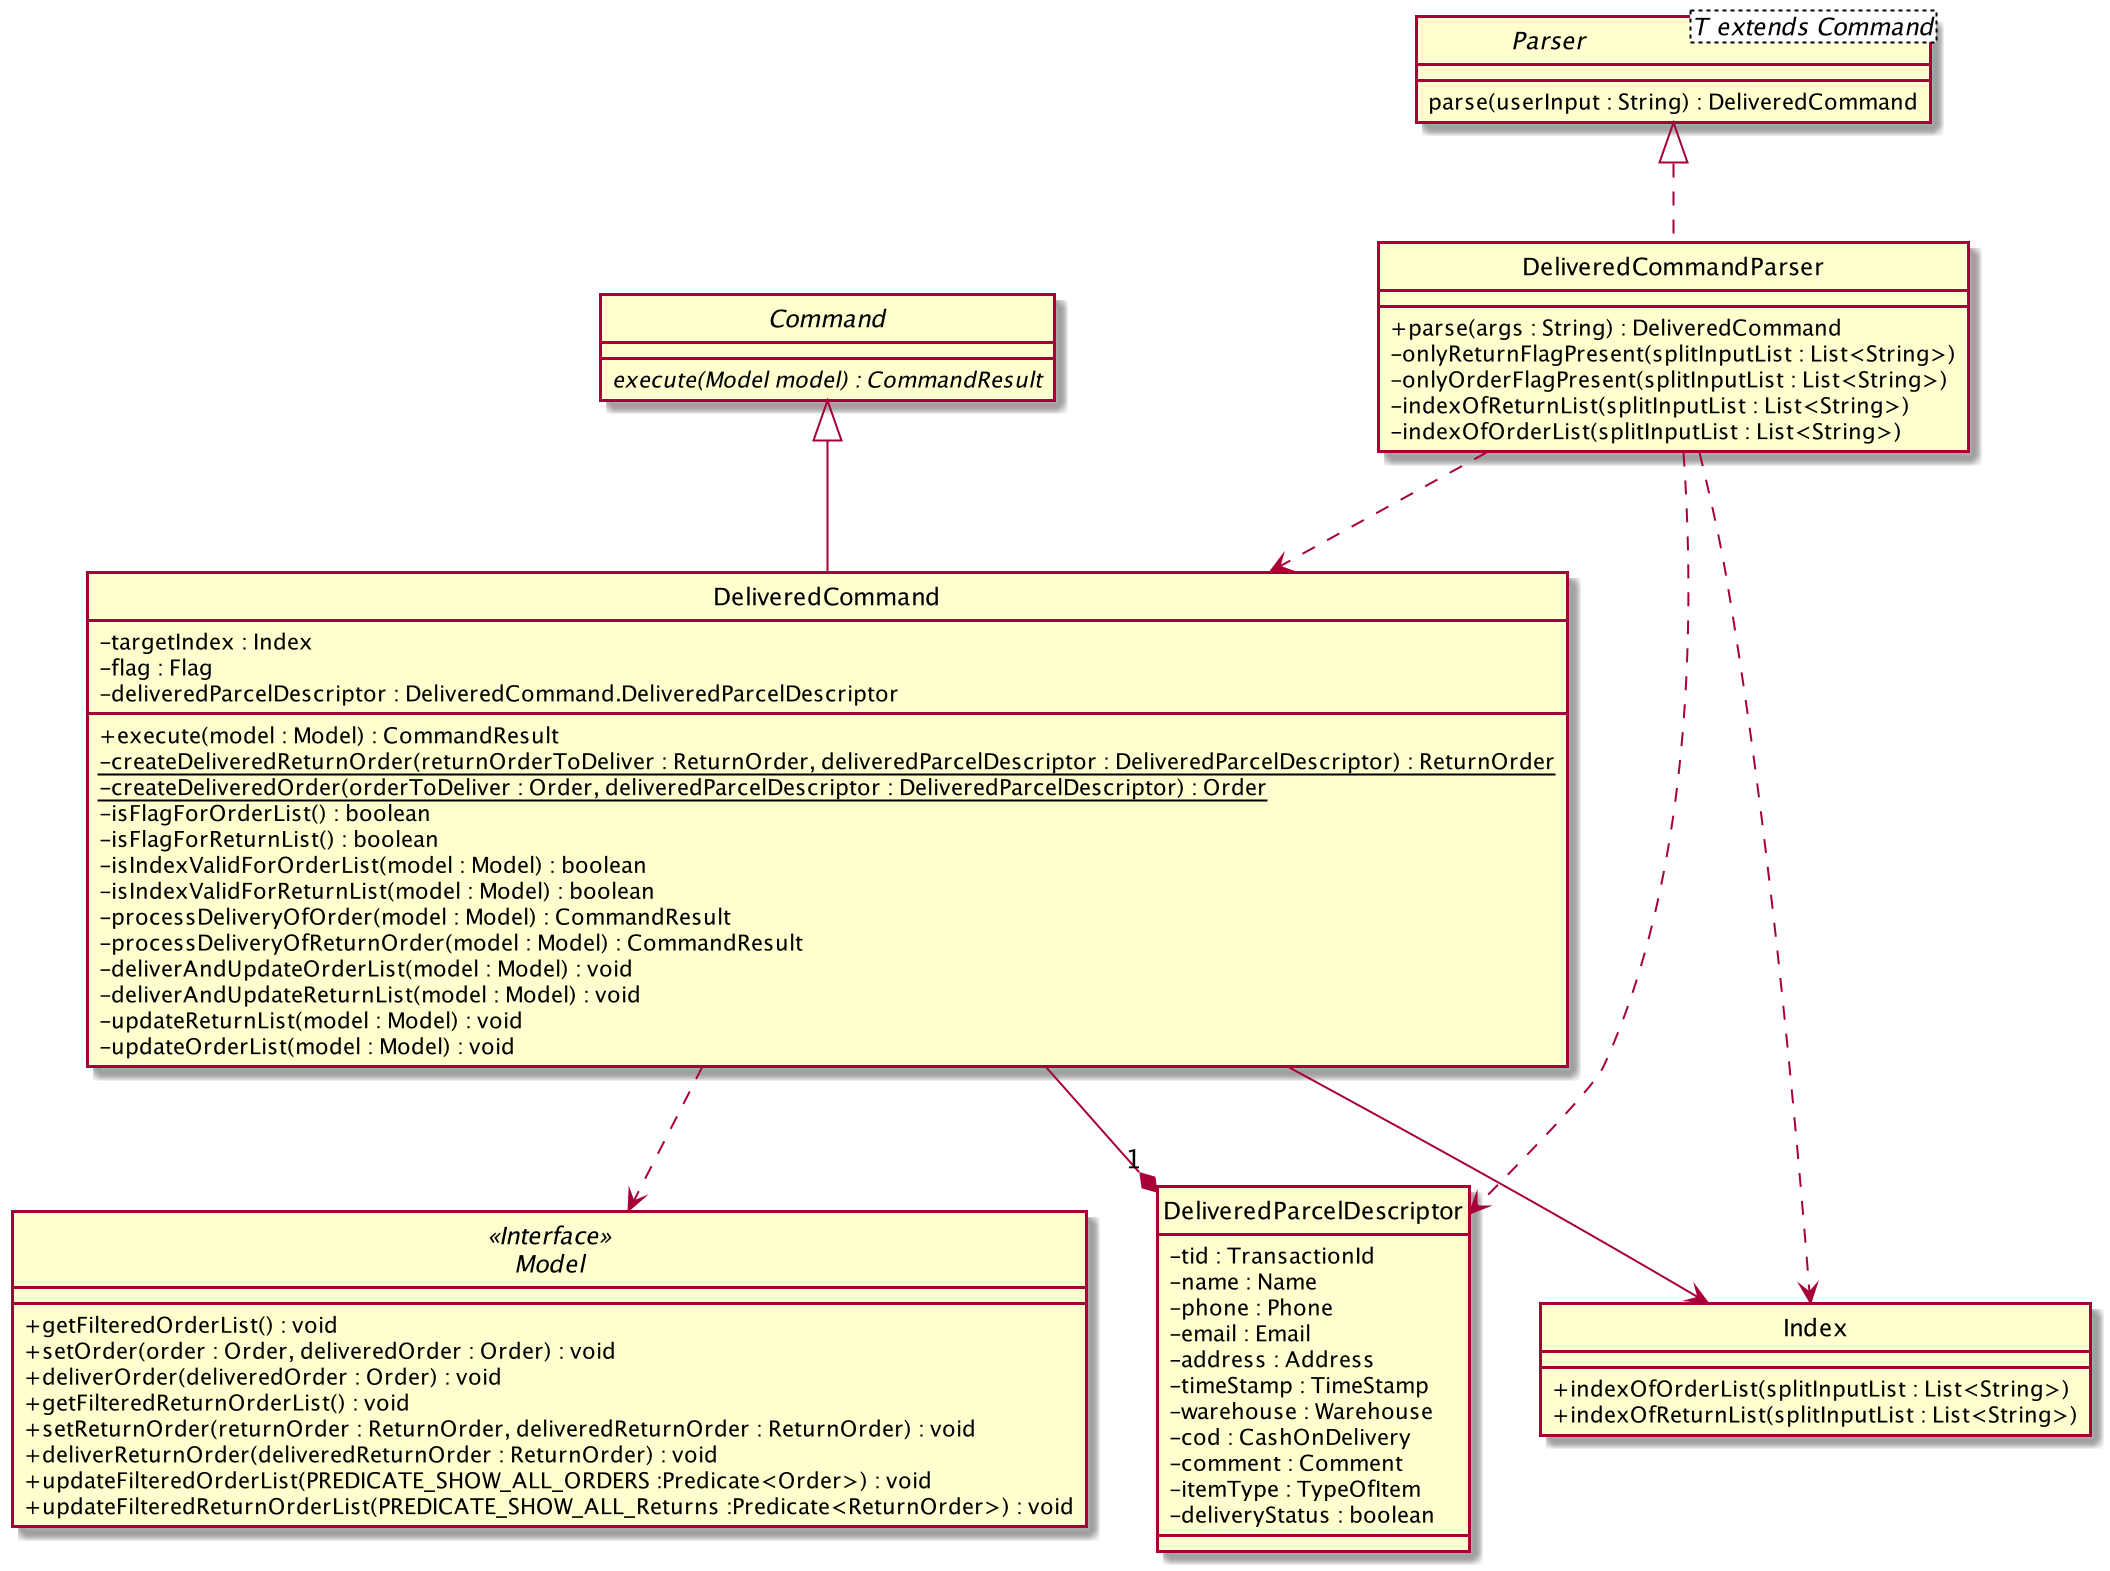 Parser
T extends Command
parse(userInput : String) : DeliveredCommand
DeliveredCommandParser
+parse(args : String) : DeliveredCommand
-onlyReturnFlagPresent(splitInputList : List<String>)
-onlyOrderFlagPresent(splitInputList : List<String>)
-indexOfReturnList(splitInputList : List<String>)
-indexOfOrderList(splitInputList : List<String>)
Command
execute(Model model) : CommandResult
DeliveredCommand
-targetIndex : Index
-flag : Flag
-deliveredParcelDescriptor : DeliveredCommand.DeliveredParcelDescriptor
+execute(model : Model) : CommandResult
-createDeliveredReturnOrder(returnOrderToDeliver : ReturnOrder, deliveredParcelDescriptor : DeliveredParcelDescriptor) : ReturnOrder
-createDeliveredOrder(orderToDeliver : Order, deliveredParcelDescriptor : DeliveredParcelDescriptor) : Order
-isFlagForOrderList() : boolean
-isFlagForReturnList() : boolean
-isIndexValidForOrderList(model : Model) : boolean
-isIndexValidForReturnList(model : Model) : boolean
-processDeliveryOfOrder(model : Model) : CommandResult
-processDeliveryOfReturnOrder(model : Model) : CommandResult
-deliverAndUpdateOrderList(model : Model) : void
-deliverAndUpdateReturnList(model : Model) : void
-updateReturnList(model : Model) : void
-updateOrderList(model : Model) : void
1
«Interface»
Model
+getFilteredOrderList() : void
+setOrder(order : Order, deliveredOrder : Order) : void
+deliverOrder(deliveredOrder : Order) : void
+getFilteredReturnOrderList() : void
+setReturnOrder(returnOrder : ReturnOrder, deliveredReturnOrder : ReturnOrder) : void
+deliverReturnOrder(deliveredReturnOrder : ReturnOrder) : void
+updateFilteredOrderList(PREDICATE_SHOW_ALL_ORDERS :Predicate<Order>) : void
+updateFilteredReturnOrderList(PREDICATE_SHOW_ALL_Returns :Predicate<ReturnOrder>) : void
DeliveredParcelDescriptor
-tid : TransactionId
-name : Name
-phone : Phone
-email : Email
-address : Address
-timeStamp : TimeStamp
-warehouse : Warehouse
-cod : CashOnDelivery
-comment : Comment
-itemType : TypeOfItem
-deliveryStatus : boolean
Index
+indexOfOrderList(splitInputList : List<String>)
+indexOfReturnList(splitInputList : List<String>)